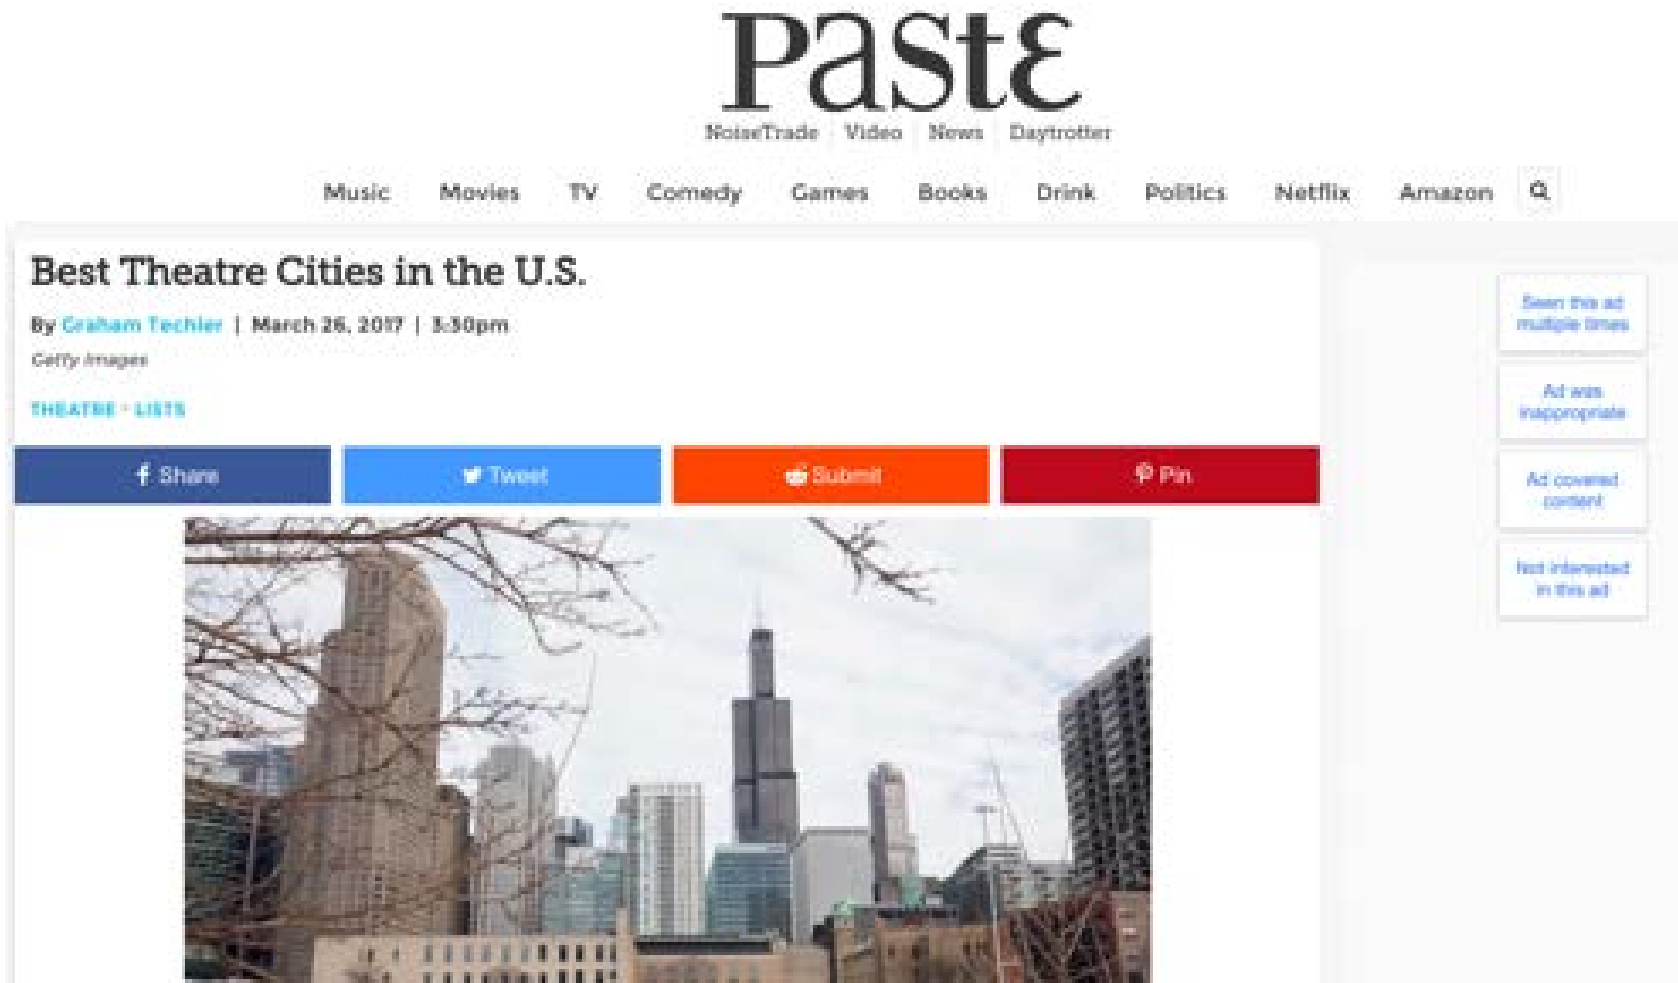 Paste
NoiseTrade Video News Daytrotter
Music Movies TV Comedy Games Books Drink Politics Netflix Amazon
Best Theatre Cities in the U.S.
By Graham Techler | March 26, 2017 | 3:30pm
Getty Images
THEATRE LISTS
Share Tweet Submit Pin
Seen this ad
multiple times
Ad was
inappropriate
Ad covered
content
Not interested
in this ad